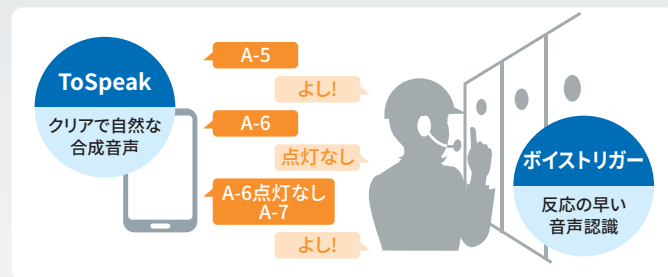 ToSpeak
クリアで自然な
合成音声
A-5
よし!
A-6
点灯なし
A-6点灯なし
A-7
よし!
ボイストリガー
反応の早い
音声認識